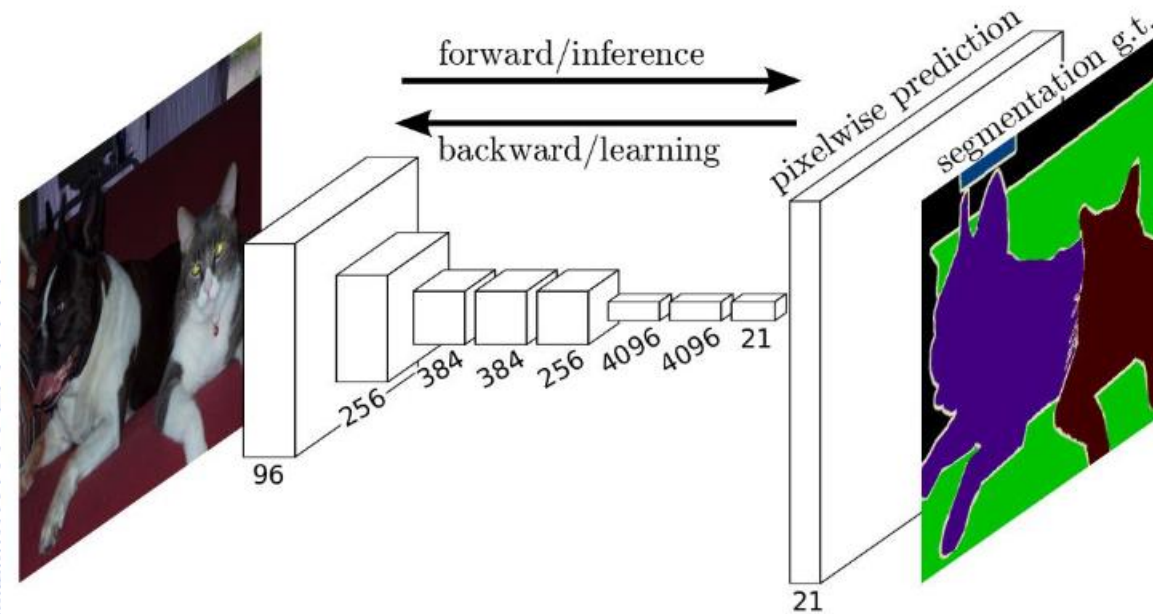 forward/inference
backward/learning
pixelwise prediction
segmentation g.t.
96
256
384
384
256
4096
4096
21
21